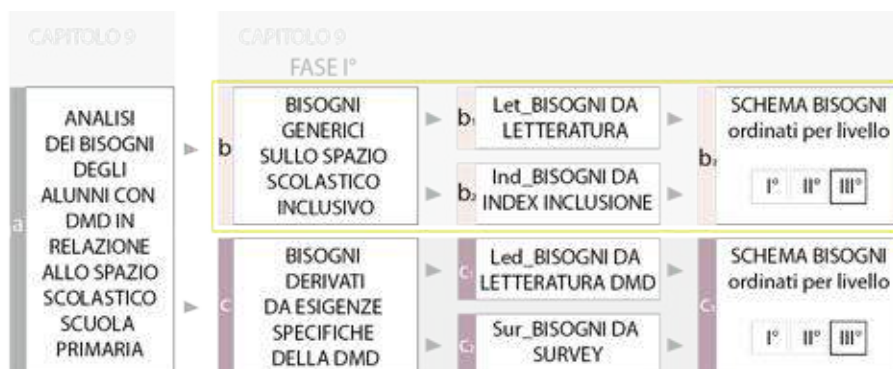 CAPITOLO 9
CAPITOLO 9
FASE I°
a
ANALISI
DEI BISOGNI
DEGLI
ALUNNI CON
DMD IN
RELAZIONE
ALLO SPAZIO
SCOLASTICO
SCUOLA
PRIMARIA
b
BISOGNI
GENERICI
SULLO SPAZIO
SCOLASTICO
INCLUSIVO
b₁
Let_BISOGNI DA
LETTERATURA
b₂
Ind_BISOGNI DA
INDEX INCLUSIONE
b₃
SCHEMA BISOGNI
ordinati per livello
I° II° III°
c
BISOGNI
DERIVATI
DA ESIGENZE
SPECIFICHE
DELLA DMD
c₁
Led_BISOGNI DA
LETTERATURA DMD
c₂
Sur_BISOGNI DA
SURVEY
c₃
SCHEMA BISOGNI
ordinati per livello
I° II° III°